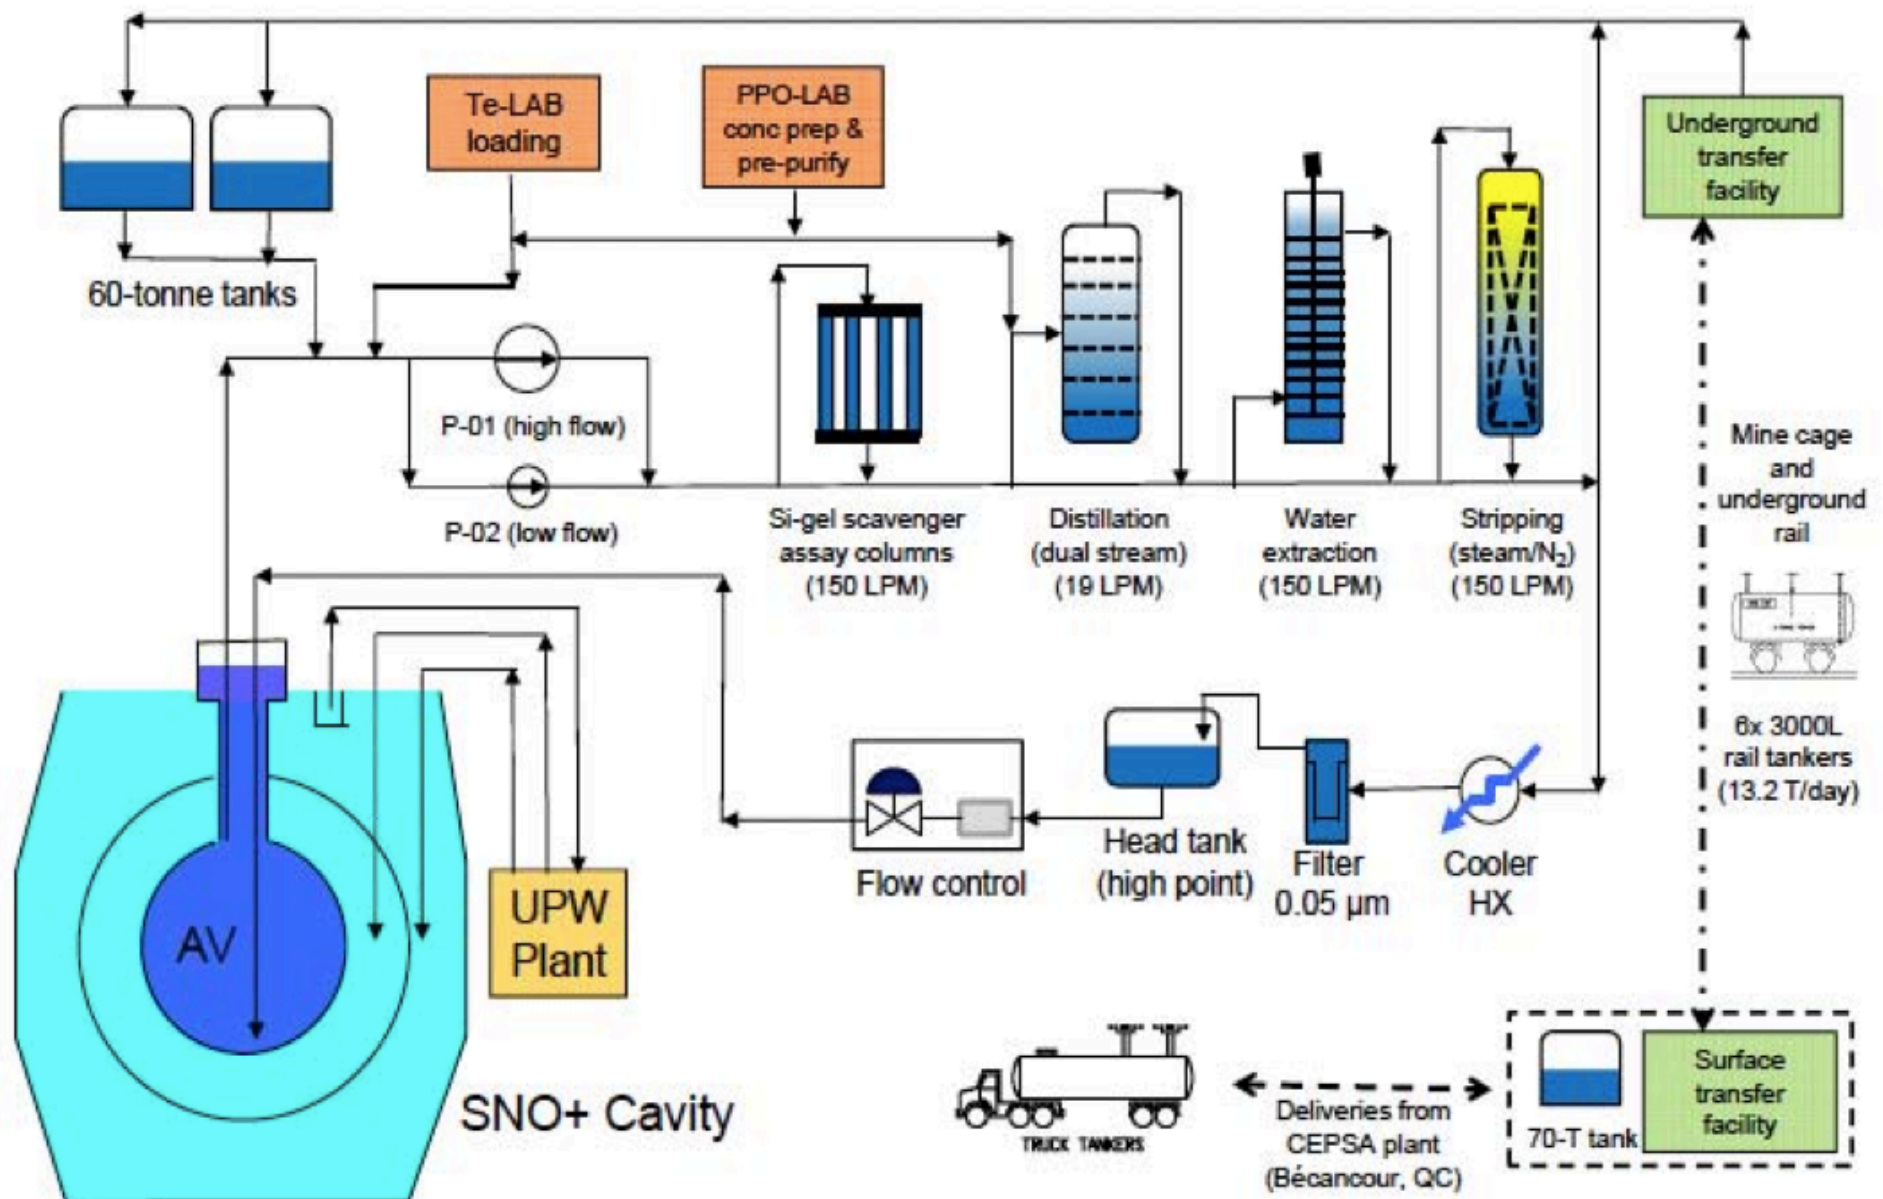 Te-LAB
loading
PPO-LAB
conc prep &
pre-purify
Underground
transfer
facility
60-tonne tanks
P-01 (high flow)
P-02 (low flow)
Si-gel scavenger
assay columns
(150 LPM)
Distillation
(dual stream)
(19 LPM)
Water
extraction
(150 LPM)
Stripping
(steam/N₂)
(150 LPM)
Mine cage
and
underground
rail
6x 3000L
rail tankers
(13.2 T/day)
Flow control
Head tank
(high point)
Filter
0.05 µm
Cooler
HX
AV
UPW
Plant
SNO+ Cavity
TRUCK TANKERS
Deliveries from
CEPSA plant
(Bécancour, QC)
70-T tank
Surface
transfer
facility